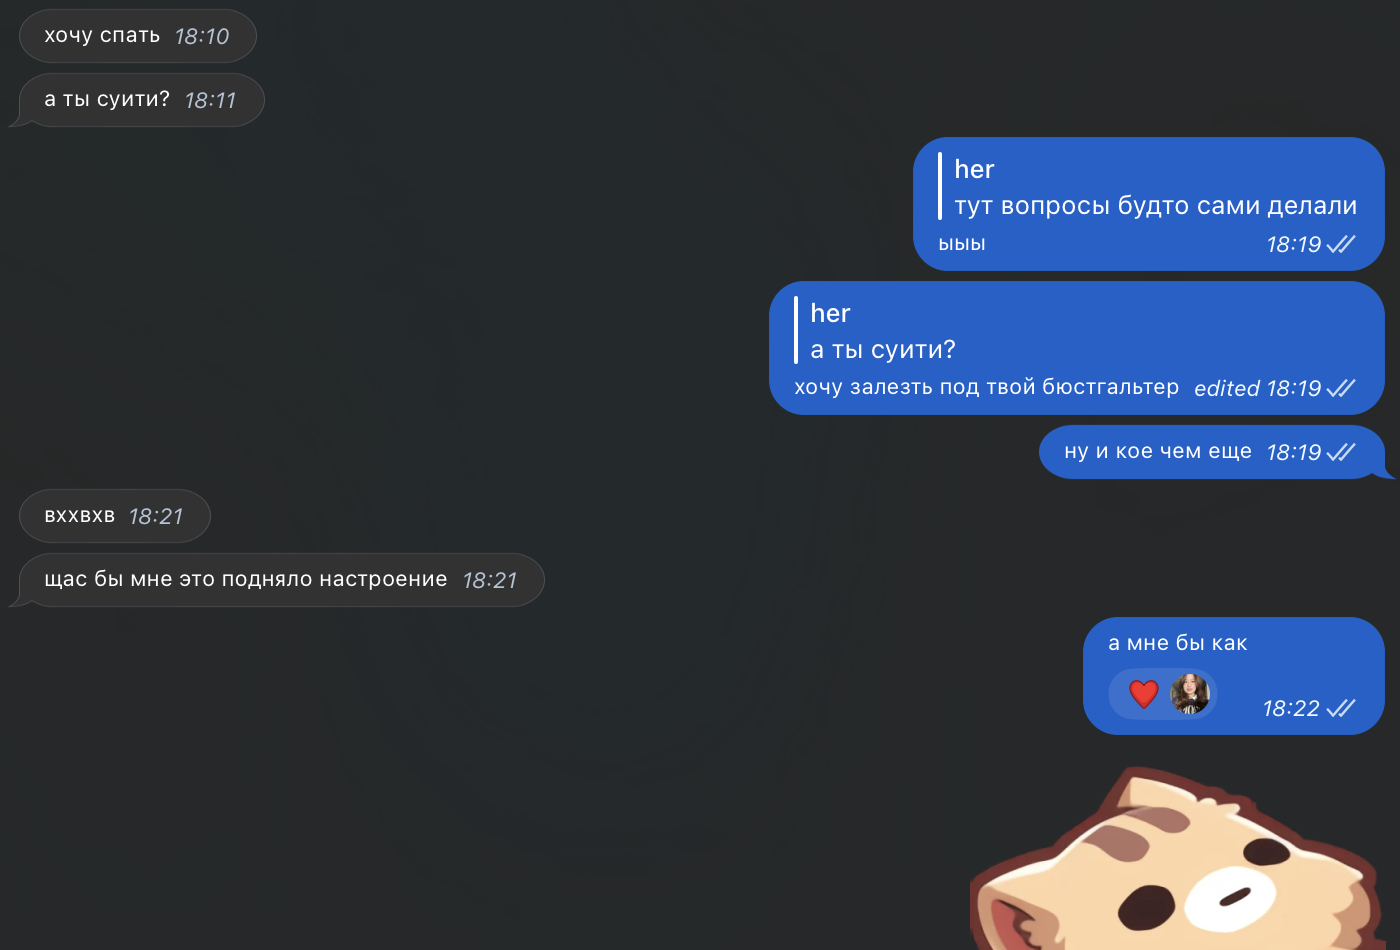 хочу спать 18:10
а ты суити? 18:11
her
тут вопросы будто сами делали
ыыы 18:19
her
а ты суити?
хочу залезть под твой бюстгальтер edited 18:19
ну и кое чем еще 18:19
вххвхв 18:21
щас бы мне это подняло настроение 18:21
а мне бы как
18:22